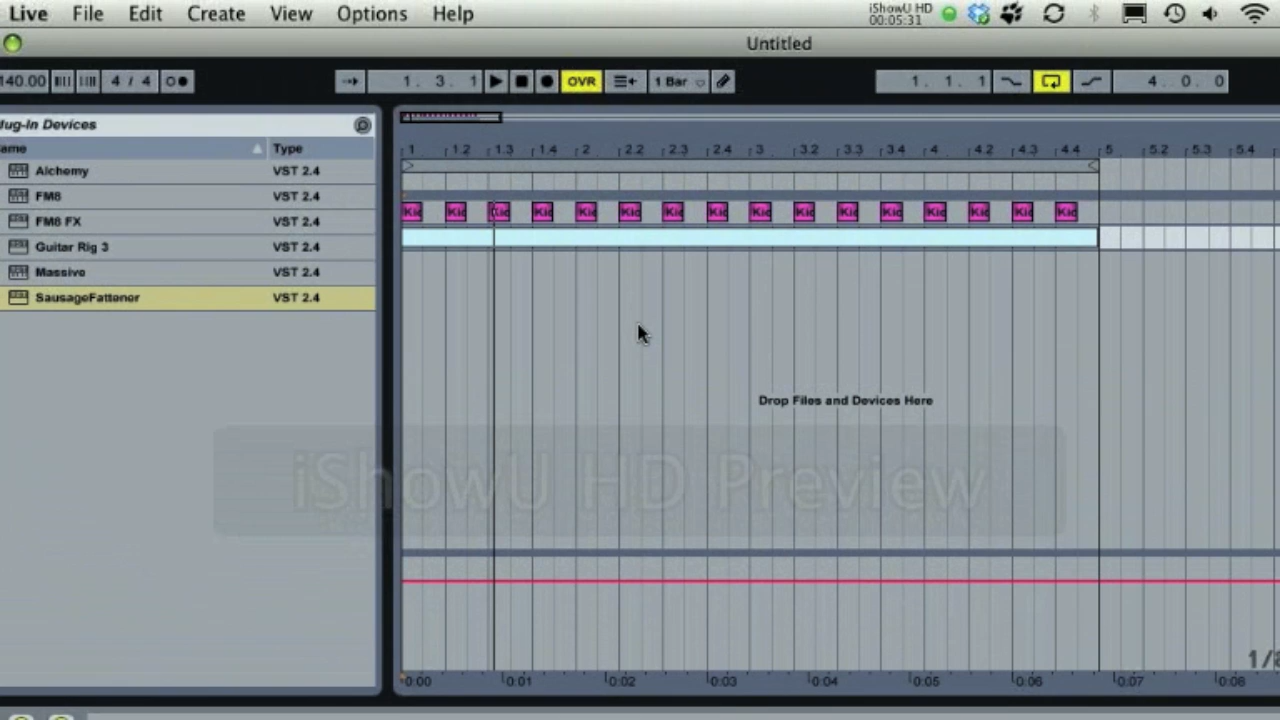 Live File Edit Create View Options Help iShowU HD
00:05:31
Untitled
140.00 4 / 4 1. 3. 1 OVR 1 Bar 1. 1. 1 4. 0. 0
Plug-In Devices
Name Type
1 1.2 1.3 1.4 2 2.2 2.3 2.4 3 3.2 3.3 3.4 4 4.2 4.3 4.4 5 5.2 5.3 5.4
Alchemy VST 2.4
FM8 VST 2.4
FM8 FX VST 2.4
Guitar Rig 3 VST 2.4
Massive VST 2.4
SausageFattener VST 2.4
Kic Kic Kic Kic Kic Kic Kic Kic Kic Kic Kic Kic Kic Kic Kic Kic
Drop Files and Devices Here
iShowU HD Preview
1/8
0:00 0:01 0:02 0:03 0:04 0:05 0:06 0:07 0:08